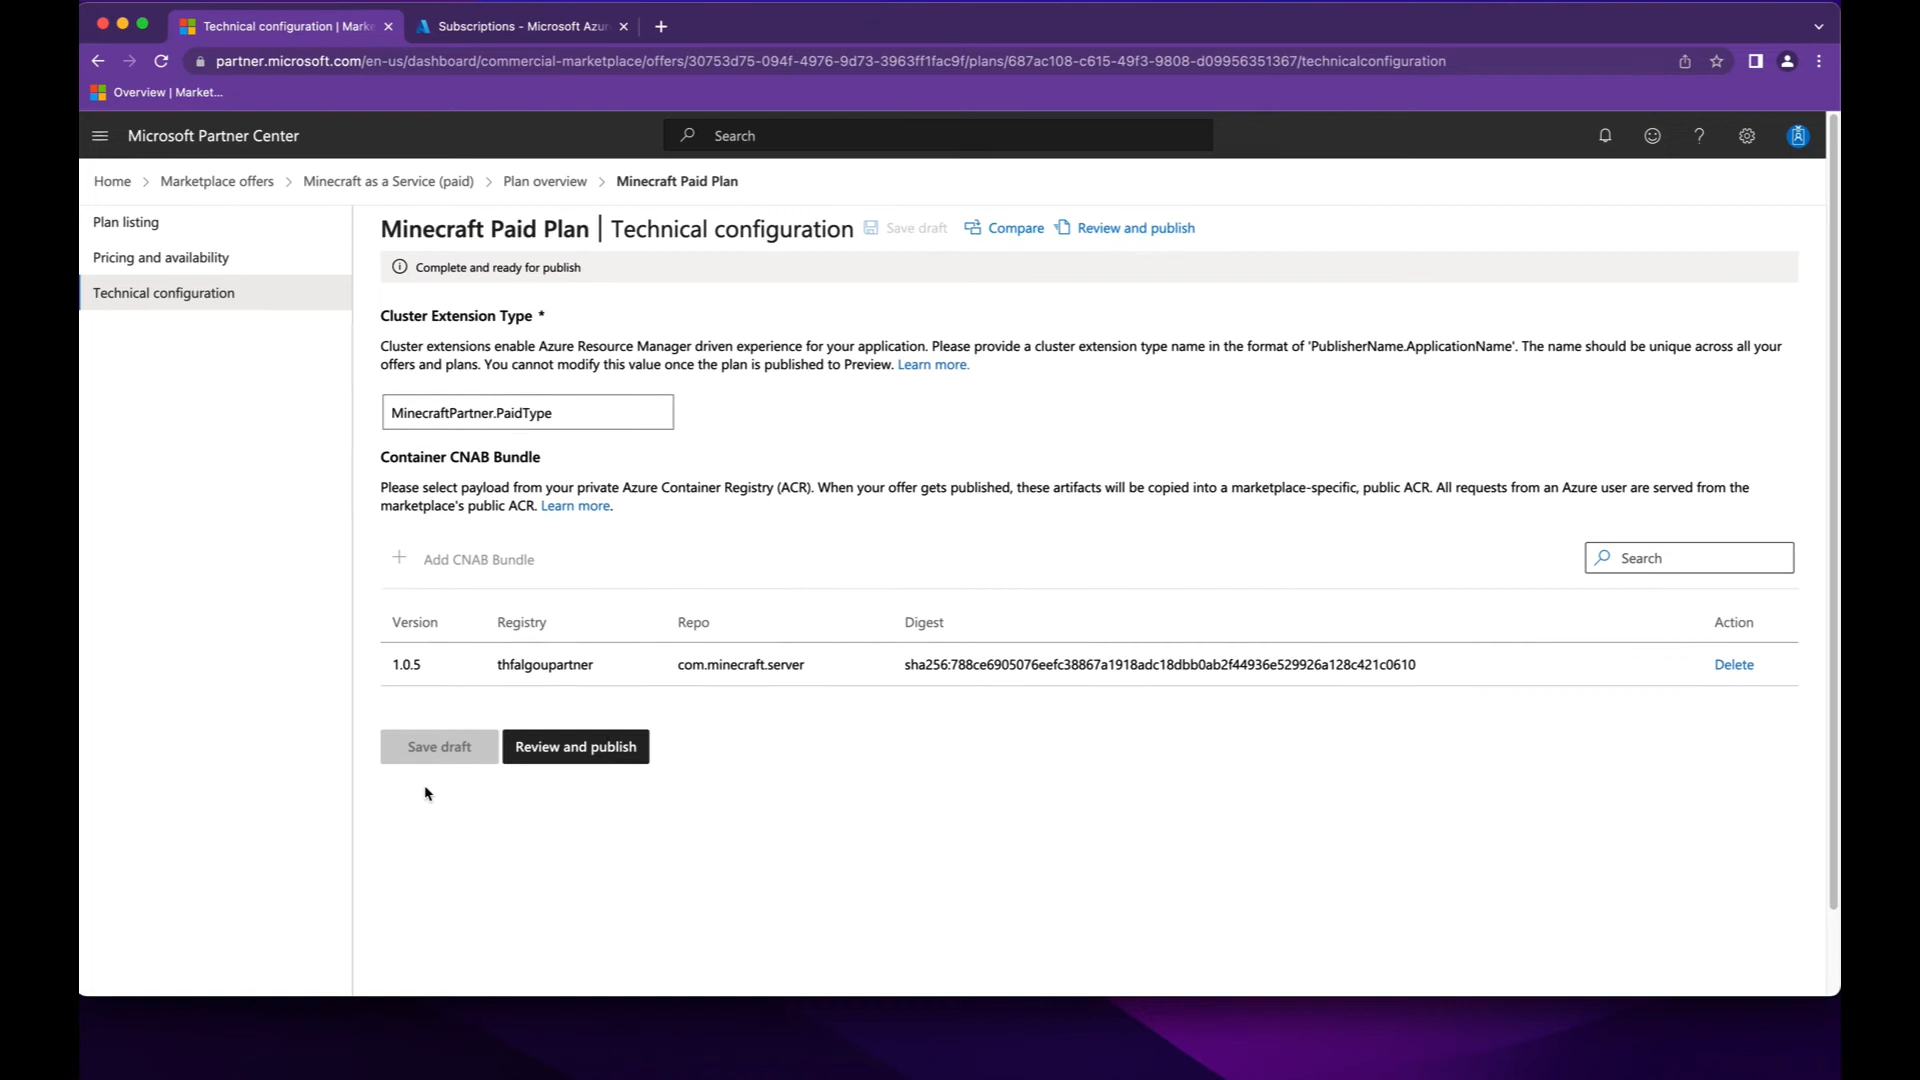 Technical configuration | Marke
Subscriptions - Microsoft Azur
partner.microsoft.com/en-us/dashboard/commercial-marketplace/offers/30753d75-094f-4976-9d73-3963ff1fac9f/plans/687ac108-c615-49f3-9808-d09956351367/technicalconfiguration
Overview | Market...
Microsoft Partner Center
Search
Home > Marketplace offers > Minecraft as a Service (paid) > Plan overview > Minecraft Paid Plan
Plan listing
Pricing and availability
Technical configuration
Minecraft Paid Plan | Technical configuration Save draft Compare Review and publish
Complete and ready for publish
Cluster Extension Type *
Cluster extensions enable Azure Resource Manager driven experience for your application. Please provide a cluster extension type name in the format of 'PublisherName.ApplicationName'. The name should be unique across all your
offers and plans. You cannot modify this value once the plan is published to Preview. Learn more.
MinecraftPartner.PaidType
Container CNAB Bundle
Please select payload from your private Azure Container Registry (ACR). When your offer gets published, these artifacts will be copied into a marketplace-specific, public ACR. All requests from an Azure user are served from the
marketplace's public ACR. Learn more.
Add CNAB Bundle
Search
Version Registry Repo Digest Action
1.0.5 thfalgoupartner com.minecraft.server sha256:788ce6905076eefc38867a1918adc18dbb0ab2f44936e529926a128c421c0610 Delete
Save draft Review and publish